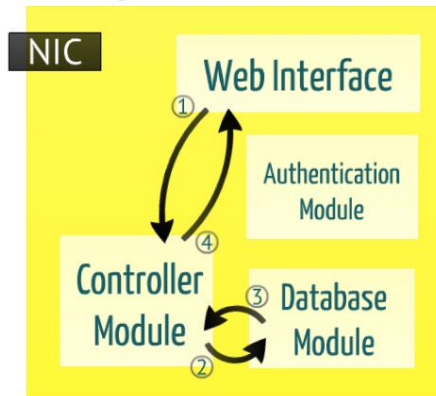 NIC
Web Interface
①
Authentication
Module
④
Controller
Module
③
Database
Module
②